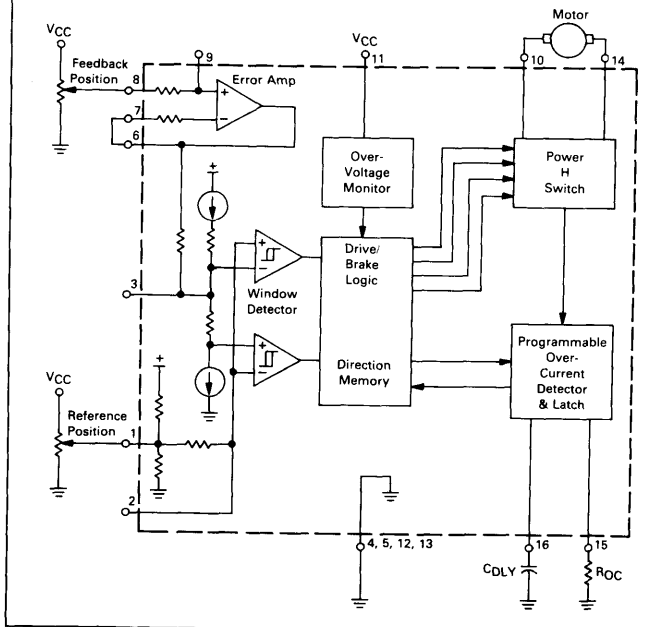 Motor
VCC
Feedback
Position
8
9
Error Amp
VCC
11
10
14
+
7
-
6
Over-
Voltage
Monitor
Power
H
Switch
+
+
-
Drive/
Brake
Logic
3
Window
Detector
+
-
Direction
Memory
Programmable
Over-
Current
Detector
& Latch
VCC
+
Reference
Position
1
2
4, 5, 12, 13
16
15
CDLY
ROC